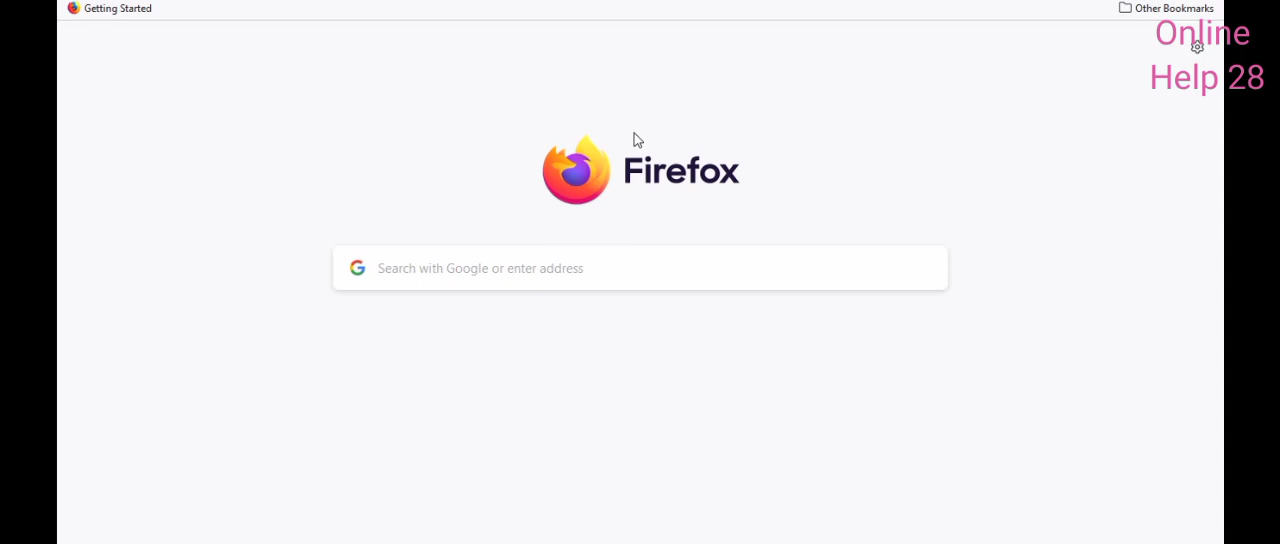 Getting Started
Other Bookmarks
Online
Help 28
Firefox
Search with Google or enter address